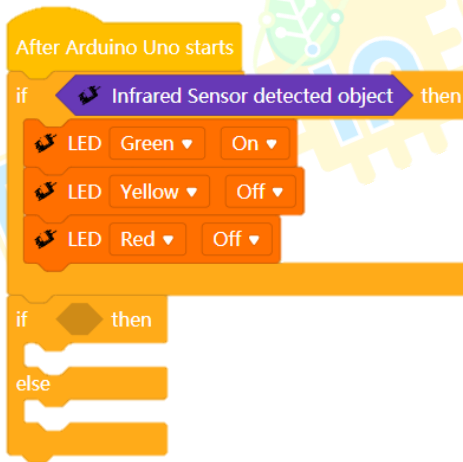 After Arduino Uno starts
if Infrared Sensor detected object then
LED Green On
LED Yellow Off
LED Red Off
if then
else